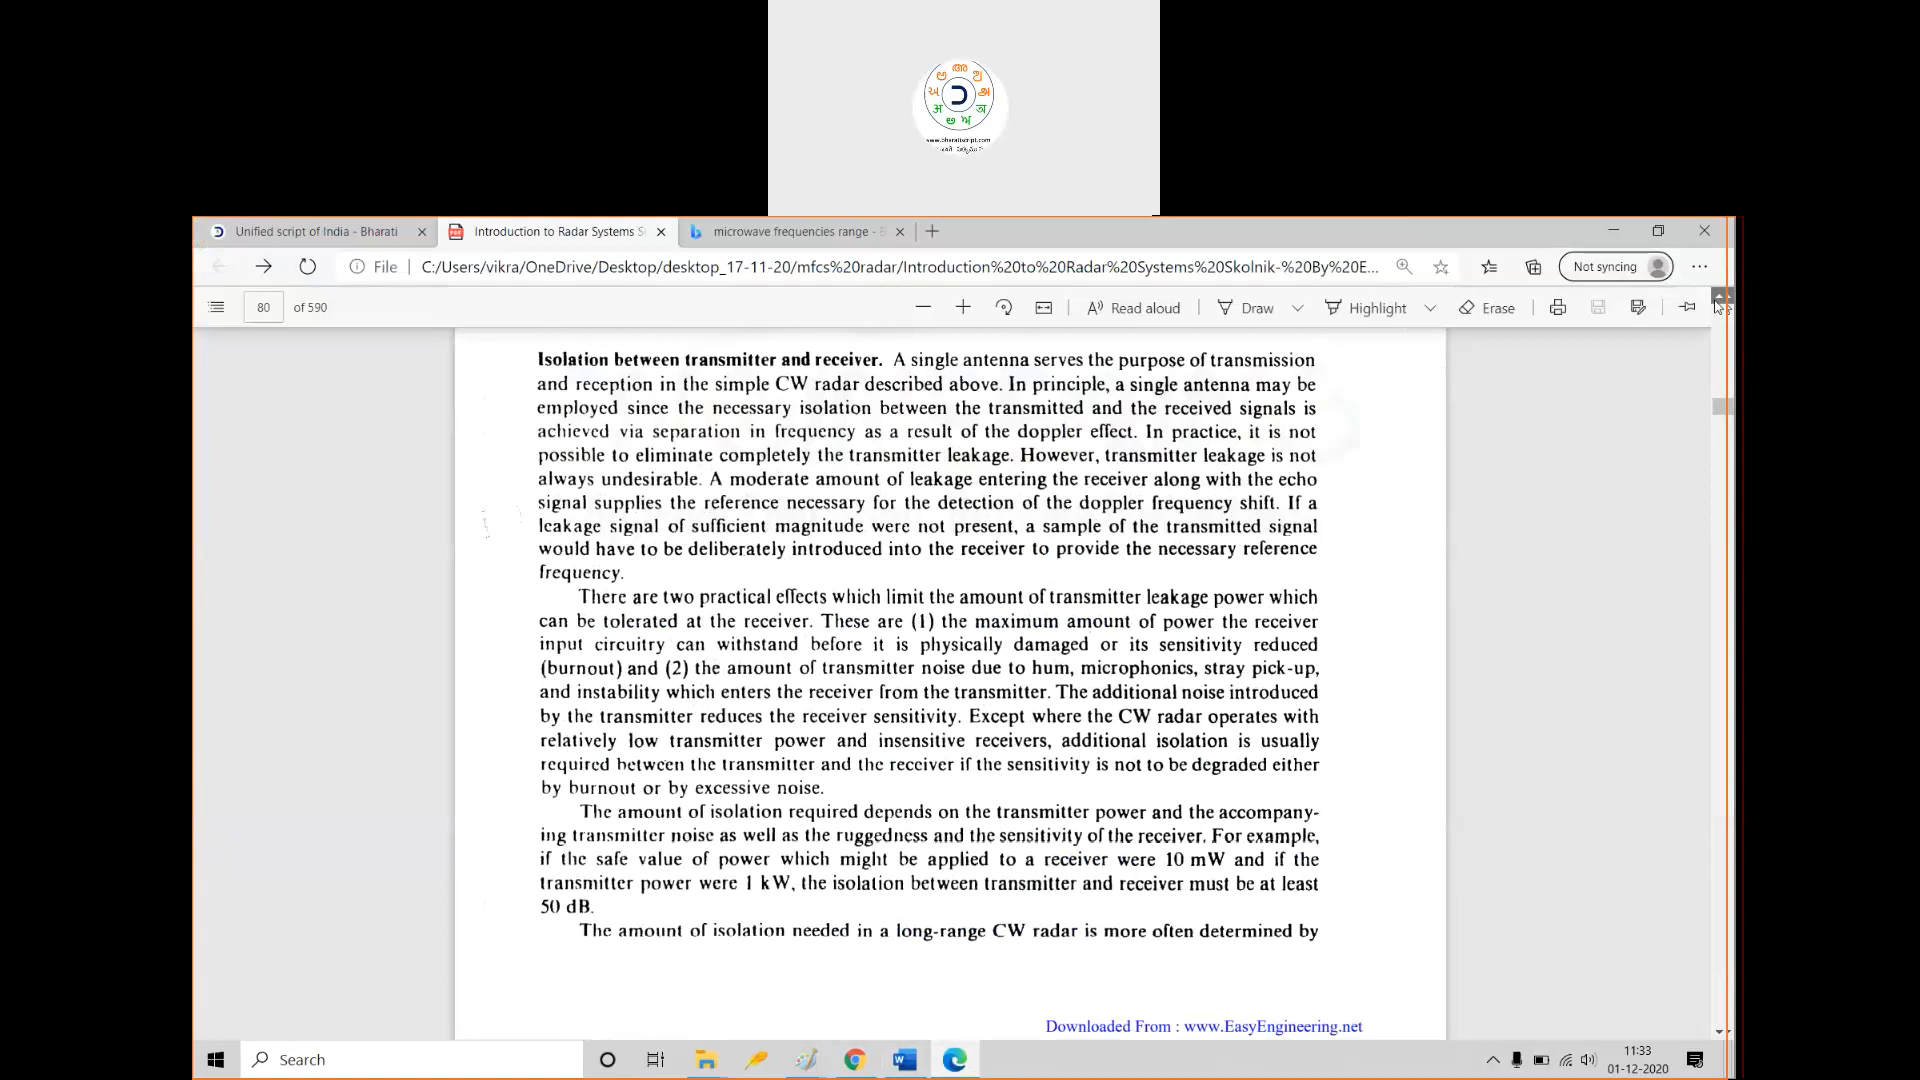 www.bharatiscript.com
Unified script of India - Bharati
Introduction to Radar Systems S
microwave frequencies range -
File
C:/Users/vikra/OneDrive/Desktop/desktop_17-11-20/mfcs%20radar/Introduction%20to%20Radar%20Systems%20Skolnik-%20By%20E...
Not syncing
80 of 590
Read aloud
Draw
Highlight
Erase
Isolation between transmitter and receiver. A single antenna serves the purpose of transmission
and reception in the simple CW radar described above. In principle, a single antenna may be
employed since the necessary isolation between the transmitted and the received signals is
achieved via separation in frequency as a result of the doppler effect. In practice, it is not
possible to eliminate completely the transmitter leakage. However, transmitter leakage is not
always undesirable. A moderate amount of leakage entering the receiver along with the echo
signal supplies the reference necessary for the detection of the doppler frequency shift. If a
leakage signal of sufficient magnitude were not present, a sample of the transmitted signal
would have to be deliberately introduced into the receiver to provide the necessary reference
frequency.
There are two practical effects which limit the amount of transmitter leakage power which
can be tolerated at the receiver. These are (1) the maximum amount of power the receiver
input circuitry can withstand before it is physically damaged or its sensitivity reduced
(burnout) and (2) the amount of transmitter noise due to hum, microphonics, stray pick-up,
and instability which enters the receiver from the transmitter. The additional noise introduced
by the transmitter reduces the receiver sensitivity. Except where the CW radar operates with
relatively low transmitter power and insensitive receivers, additional isolation is usually
required between the transmitter and the receiver if the sensitivity is not to be degraded either
by burnout or by excessive noise.
The amount of isolation required depends on the transmitter power and the accompany-
ing transmitter noise as well as the ruggedness and the sensitivity of the receiver. For example,
if the safe value of power which might be applied to a receiver were 10 mW and if the
transmitter power were 1 kW, the isolation between transmitter and receiver must be at least
50 dB.
The amount of isolation needed in a long-range CW radar is more often determined by
Downloaded From : www.EasyEngineering.net
Search
11:33
01-12-2020